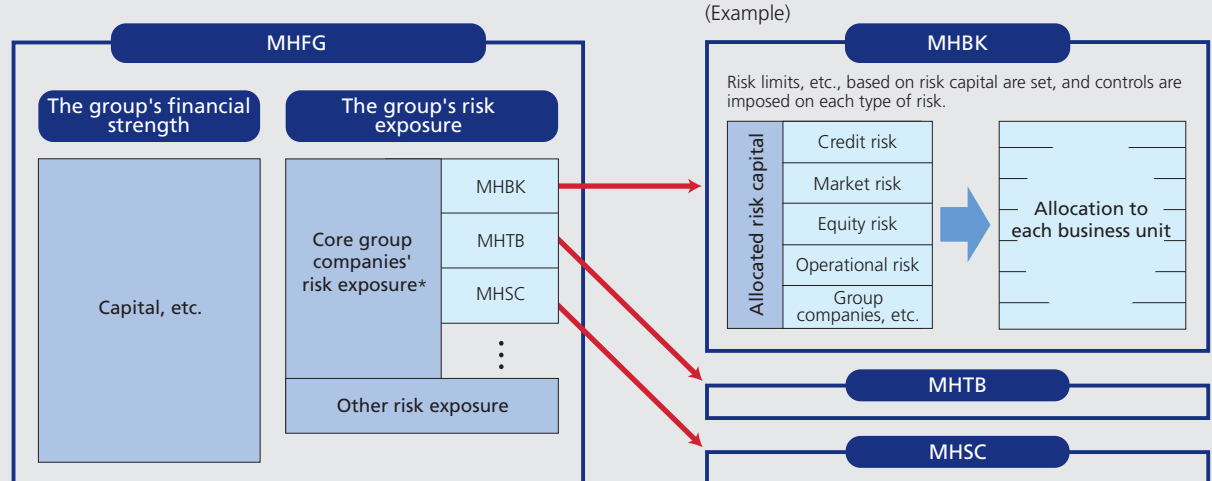 MHFG
The group's financial
strength
The group's risk
exposure
Capital, etc.
Core group
companies'
risk exposure*
MHBK
MHTB
MHSC
Other risk exposure
(Example)
MHBK
Risk limits, etc., based on risk capital are set, and controls are
imposed on each type of risk.
Allocated risk capital
Credit risk
Market risk
Equity risk
Operational risk
Group
companies, etc.
Allocation to
each business unit
MHTB
MHSC